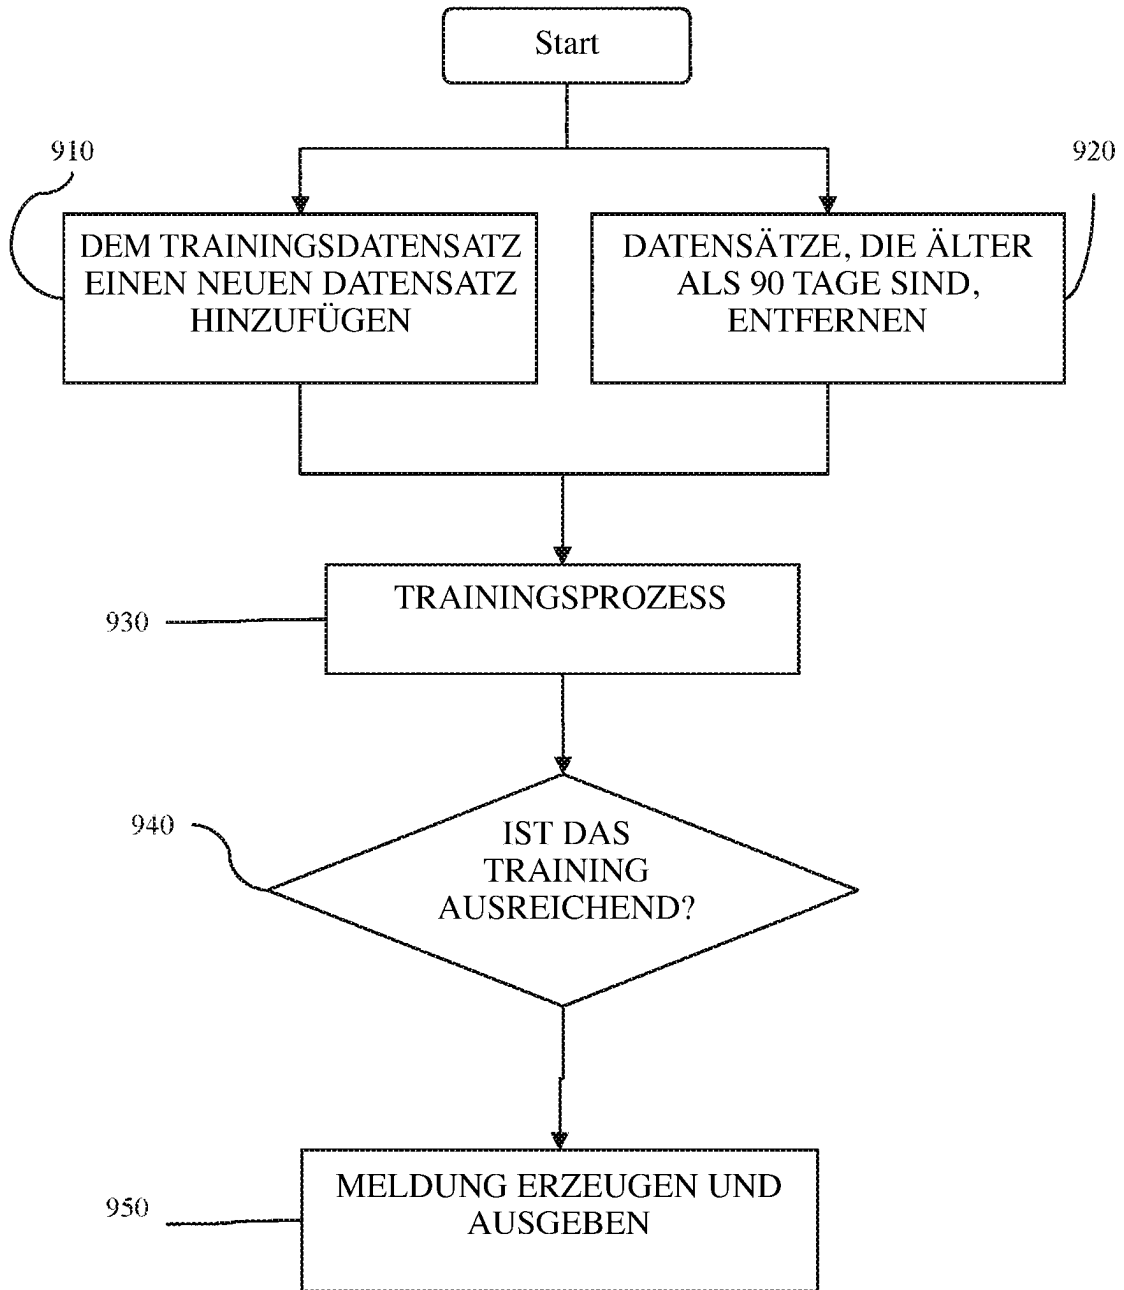 Start
910
920
DEM TRAININGSDATENSATZ
EINEN NEUEN DATENSATZ
HINZUFÜGEN
DATENSÄTZE, DIE ÄLTER
ALS 90 TAGE SIND,
ENTFERNEN
TRAININGSPROZESS
930
940
IST DAS
TRAINING
AUSREICHEND?
MELDUNG ERZEUGEN UND
AUSGEBEN
950